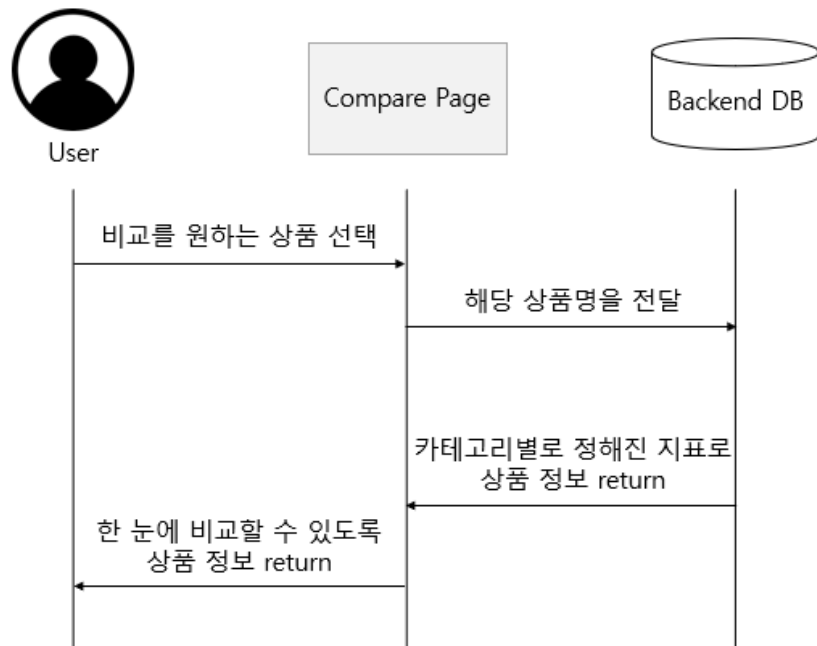 User
Compare Page
Backend DB
비교를 원하는 상품 선택
해당 상품명을 전달
카테고리별로 정해진 지표로
상품 정보 return
한 눈에 비교할 수 있도록
상품 정보 return